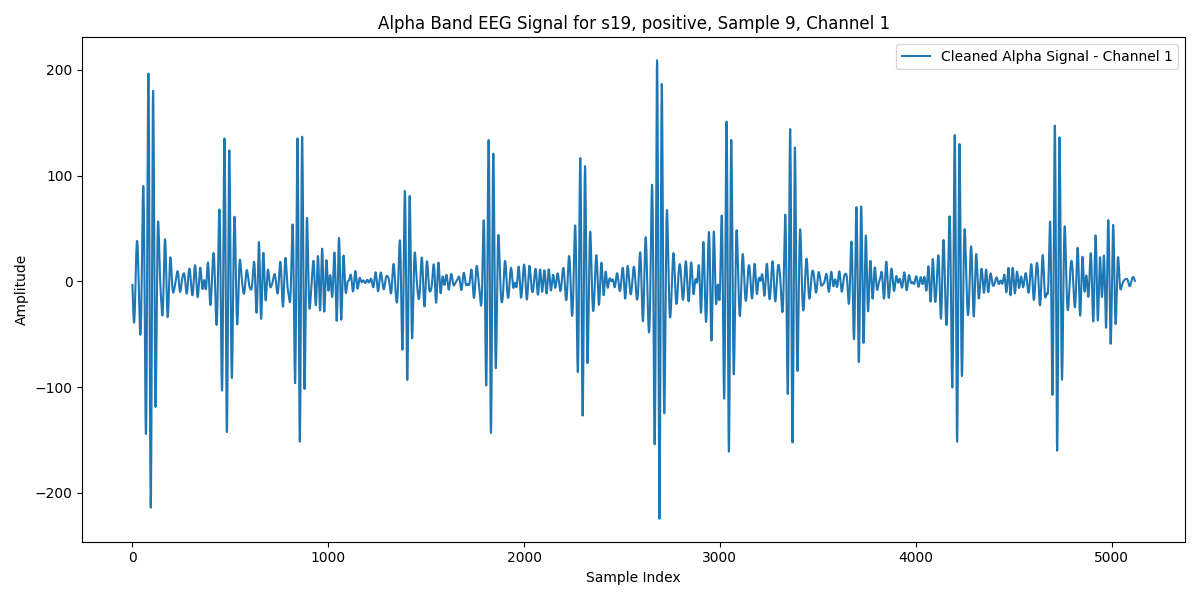 Alpha Band EEG Signal for s19, positive, Sample 9, Channel 1
Cleaned Alpha Signal - Channel 1
200
100
0
−100
−200
Amplitude
0 1000 2000 3000 4000 5000
Sample Index